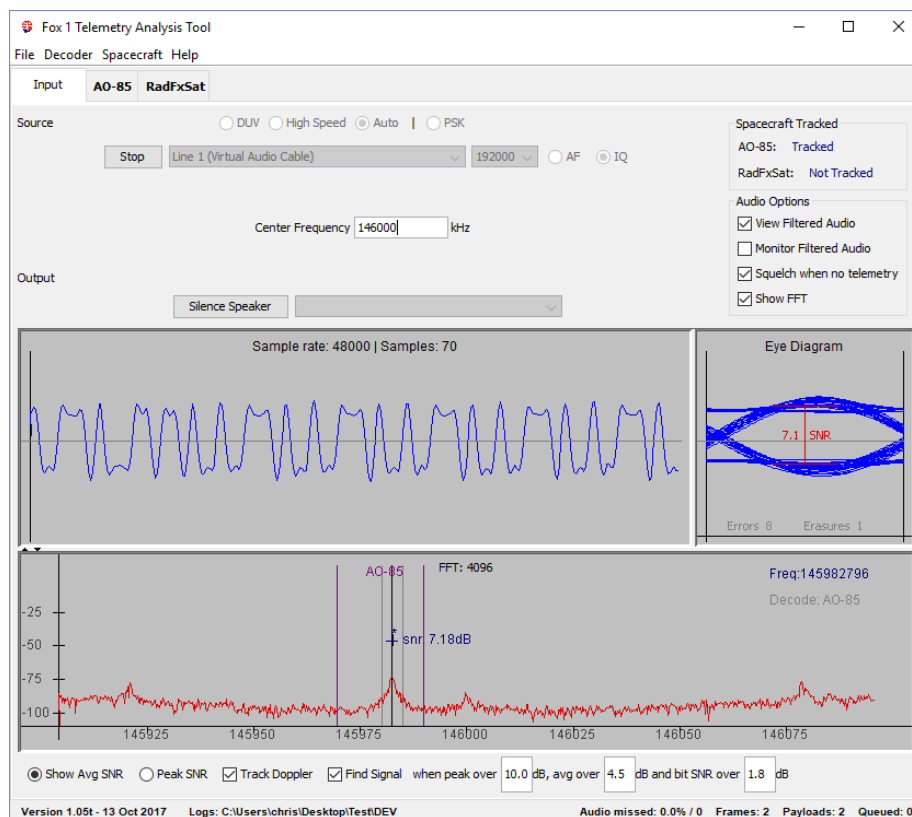 Fox 1 Telemetry Analysis Tool
File Decoder Spacecraft Help
Input AO-85 RadFxSat
Source DUV High Speed Auto | PSK
Spacecraft Tracked
AO-85: Tracked
Stop Line 1 (Virtual Audio Cable) 192000 AF IQ
RadFxSat: Not Tracked
Audio Options
View Filtered Audio
Center Frequency 146000 kHz
Monitor Filtered Audio
Output
Squelch when no telemetry
Show FFT
Silence Speaker
Sample rate: 48000 | Samples: 70
Eye Diagram
7.1 SNR
Errors 8 Erasures 1
AO-85 FFT: 4096 Freq:145982796
Decode: AO-85
-25
snr 7.18dB
-50
-75
-100
145925 145950 145975 146000 146025 146050 146075
Show Avg SNR Peak SNR Track Doppler Find Signal when peak over 10.0 dB, avg over 4.5 dB and bit SNR over 1.8 dB
Version 1.05t - 13 Oct 2017 Logs: C:\Users\chris\Desktop\Test\DEV Audio missed: 0.0% / 0 Frames: 2 Payloads: 2 Queued: 0